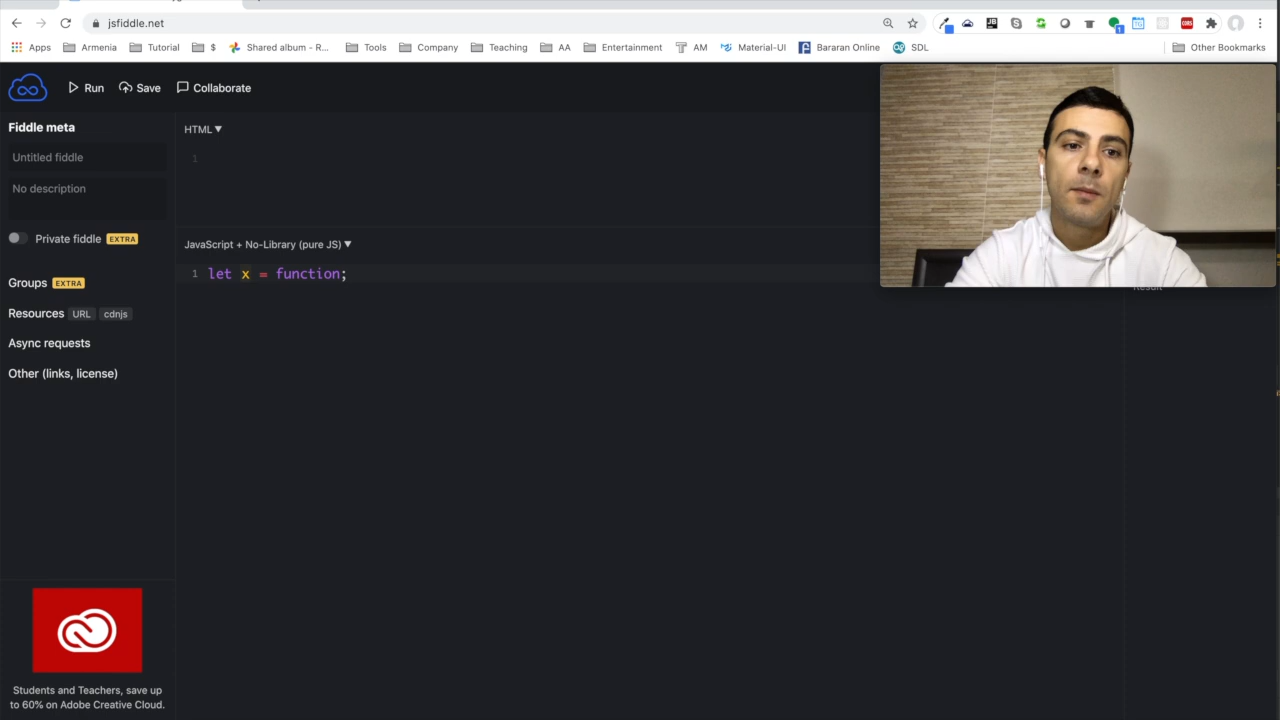 jsfiddle.net
Apps Armenia Tutorial $ Shared album - R... Tools Company Teaching AA Entertainment AM Material-UI Bararan Online SDL Other Bookmarks
Run Save Collaborate
Fiddle meta
HTML ▼
Untitled fiddle
1
No description
Private fiddle EXTRA
JavaScript + No-Library (pure JS) ▼
1 let x = function;
Groups EXTRA
Resources URL cdnjs
Async requests
Other (links, license)
Students and Teachers, save up
to 60% on Adobe Creative Cloud.